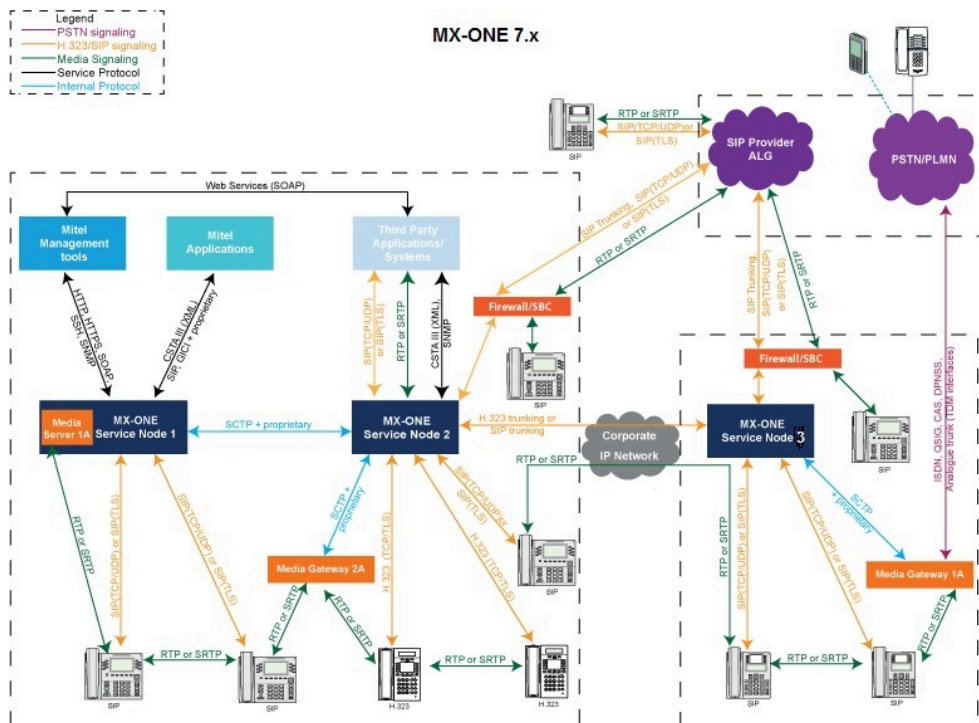 Legend
PSTN signaling
H.323/SIP signaling
Media Signaling
Service Protocol
Internal Protocol
MX-ONE 7.x
RTP or SRTP
SIP(TCP/UDP)or
SIP(TLS)
SIP
SIP Provider
ALG
PSTN/PLMN
Web Services (SOAP)
Mitel
Management
tools
Mitel
Applications
Third Party
Applications/
Systems
SIP Trunking, SIP(TCP/UDP)
or SIP(TLS)
RTP or SRTP
SIP Trunking,
SIP(TCP/UDP)
or SIP(TLS)
RTP or SRTP
HTTP, HTTPS, SOAP,
SSH, SNMP
CSTA III (XML),
SIP, GICI + proprietary
SIP(TCP/UDP)
or SIP(TLS)
RTP or SRTP
CSTA III (XML),
SNMP
Firewall/SBC
SIP
Firewall/SBC
SIP
ISDN, QSIG, CAS, DPNSS,
Analogue trunk (TDM interfaces)
Media
Server 1A
MX-ONE
Service Node 1
SCTP + proprietary
MX-ONE
Service Node 2
H.323 trunking or
SIP trunking
Corporate
IP Network
MX-ONE
Service Node 3
RTP or SRTP
SIP(TCP/UDP) or SIP(TLS)
SIP(TCP/UDP) or SIP(TLS)
SCTP +
proprietary
Media Gateway 2A
H.323 (TCP/TLS)
SIP(TCP/UDP)or
SIP(TLS)
H.323 (TCP/TLS)
RTP or SRTP
SIP
RTP or SRTP
SIP(TCP/UDP) or SIP(TLS)
SIP(TCP/UDP) or SIP(TLS)
SCTP
+ proprietary
Media Gateway 1A
RTP or SRTP
RTP or SRTP
RTP or SRTP
RTP or SRTP
SIP
SIP
H.323
H.323
RTP or SRTP
RTP or SRTP
SIP
SIP